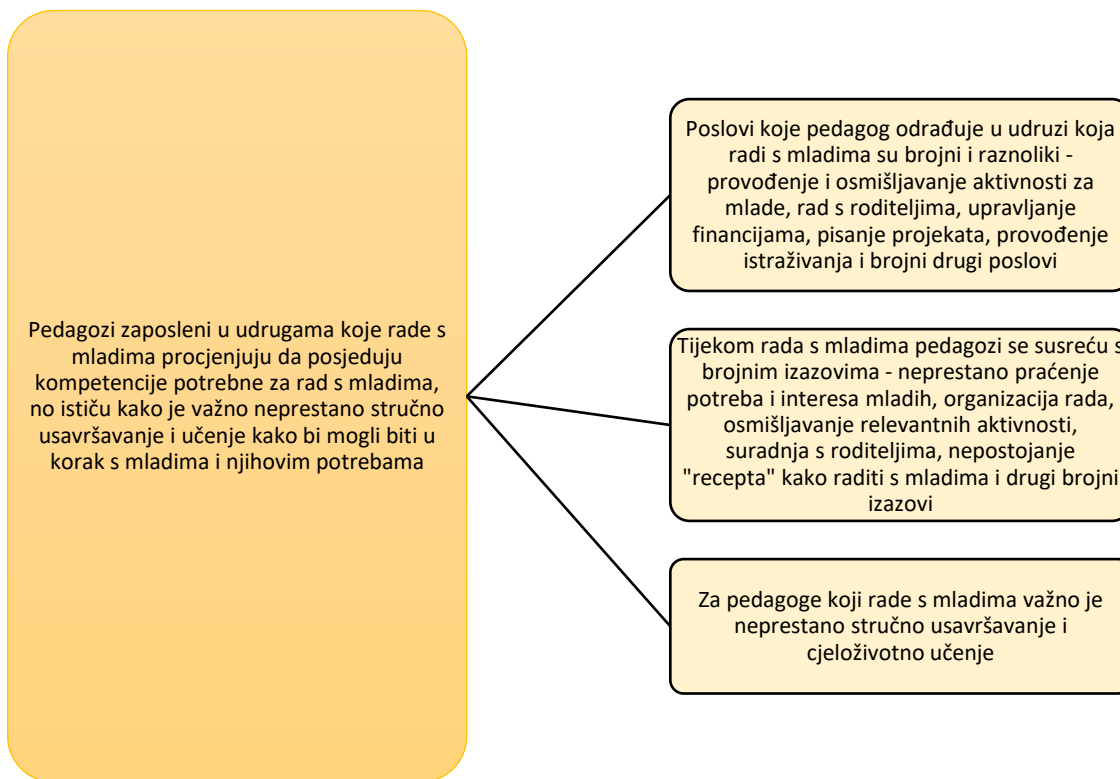 Pedagozi zaposleni u udrugama koje rade s
mladima procjenjuju da posjeduju
kompetencije potrebne za rad s mladima,
no ističu kako je važno neprestano stručno
usavršavanje i učenje kako bi mogli biti u
korak s mladima i njihovim potrebama
Poslovi koje pedagog odrađuje u udruzi koja
radi s mladima su brojni i raznoliki -
provođenje i osmišljavanje aktivnosti za
mlade, rad s roditeljima, upravljanje
financijama, pisanje projekata, provođenje
istraživanja i brojni drugi poslovi
Tijekom rada s mladima pedagozi se susreću s
brojnim izazovima - neprestano praćenje
potreba i interesa mladih, organizacija rada,
osmišljavanje relevantnih aktivnosti,
suradnja s roditeljima, nepostojanje
"recepta" kako raditi s mladima i drugi brojni
izazovi
Za pedagoge koji rade s mladima važno je
neprestano stručno usavršavanje i
cjeloživotno učenje